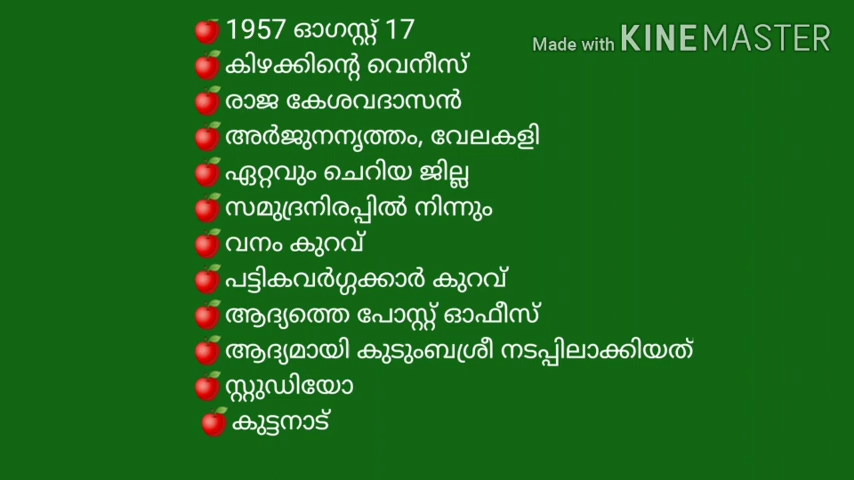 1957 ഓഗസ്റ്റ് 17
Made with KINEMASTER
കിഴക്കിന്റെ വെനീസ്
രാജ കേശവദാസൻ
അർജുനനൃത്തം, വേലകളി
ഏറ്റവും ചെറിയ ജില്ല
സമുദ്രനിരപ്പിൽ നിന്നും
വനം കുറവ്
പട്ടികവർഗ്ഗക്കാർ കുറവ്
ആദ്യത്തെ പോസ്റ്റ് ഓഫീസ്
ആദ്യമായി കുടുംബശ്രീ നടപ്പിലാക്കിയത്
സ്റ്റുഡിയോ
കുട്ടനാട്